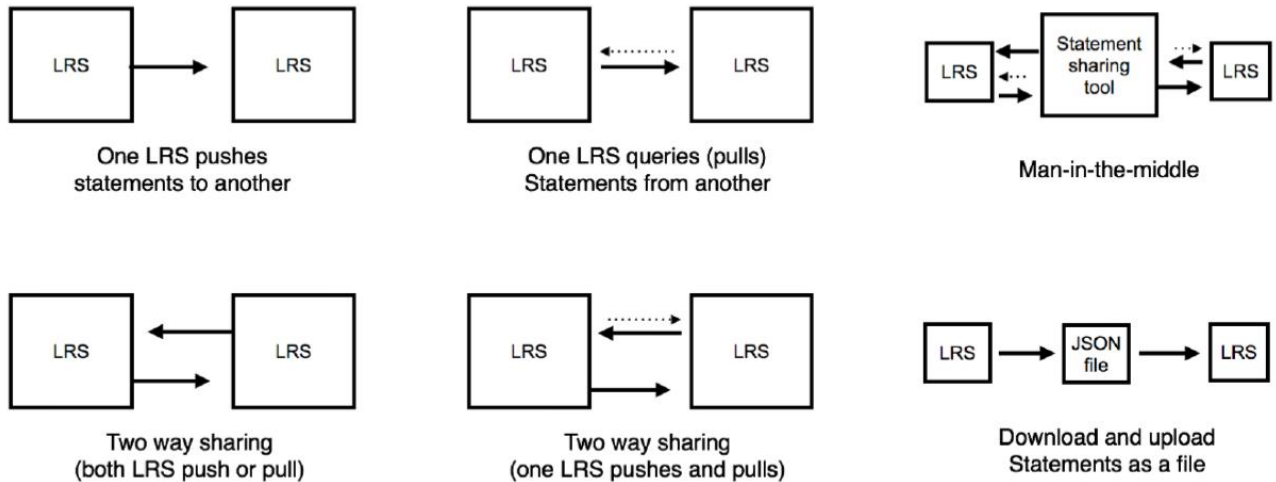 LRS
LRS
One LRS pushes
statements to another
LRS
LRS
One LRS queries (pulls)
Statements from another
LRS
Statement
sharing
tool
LRS
Man-in-the-middle
LRS
LRS
Two way sharing
(both LRS push or pull)
LRS
LRS
Two way sharing
(one LRS pushes and pulls)
LRS
JSON
file
LRS
Download and upload
Statements as a file